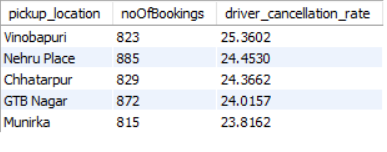 pickup_location noOfBookings driver_cancellation_rate
Vinobapuri 823 25.3602
Nehru Place 885 24.4530
Chhatarpur 829 24.3662
GTB Nagar 872 24.0157
Munirka 815 23.8162